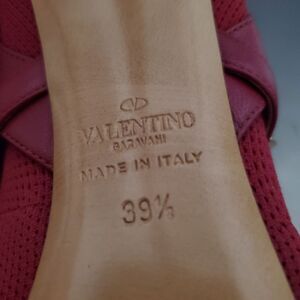 VALENTINO
GARAVANI
MADE IN ITALY
39½